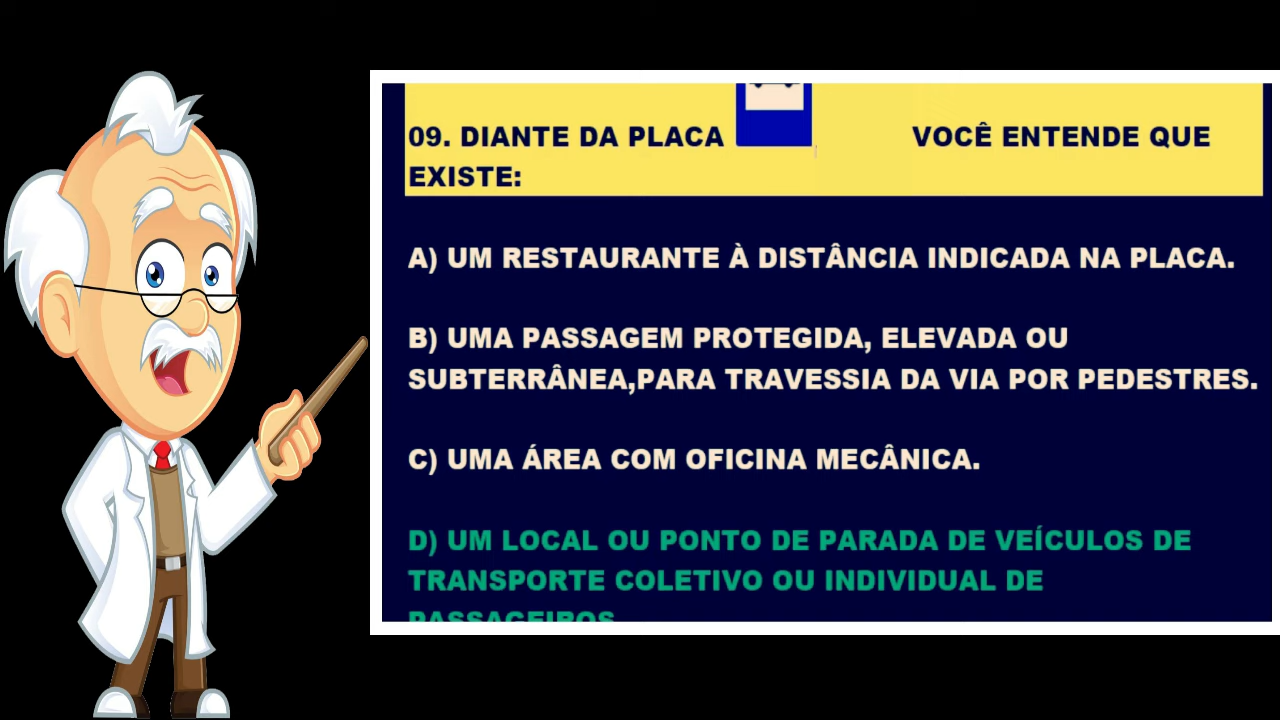 09. DIANTE DA PLACA VOCÊ ENTENDE QUE
EXISTE:
A) UM RESTAURANTE À DISTÂNCIA INDICADA NA PLACA.
B) UMA PASSAGEM PROTEGIDA, ELEVADA OU
SUBTERRÂNEA,PARA TRAVESSIA DA VIA POR PEDESTRES.
C) UMA ÁREA COM OFICINA MECÂNICA.
D) UM LOCAL OU PONTO DE PARADA DE VEÍCULOS DE
TRANSPORTE COLETIVO OU INDIVIDUAL DE
PASSAGEIROS